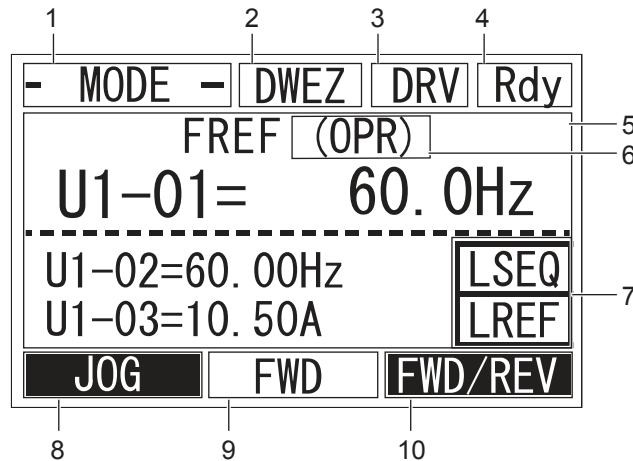 1 2 3 4
- MODE - DWEZ DRV Rdy
FREF (OPR) 5
6
U1-01= 60.0Hz
U1-02=60.00Hz LSEQ
7
U1-03=10.50A LREF
JOG FWD FWD/REV
8 9 10